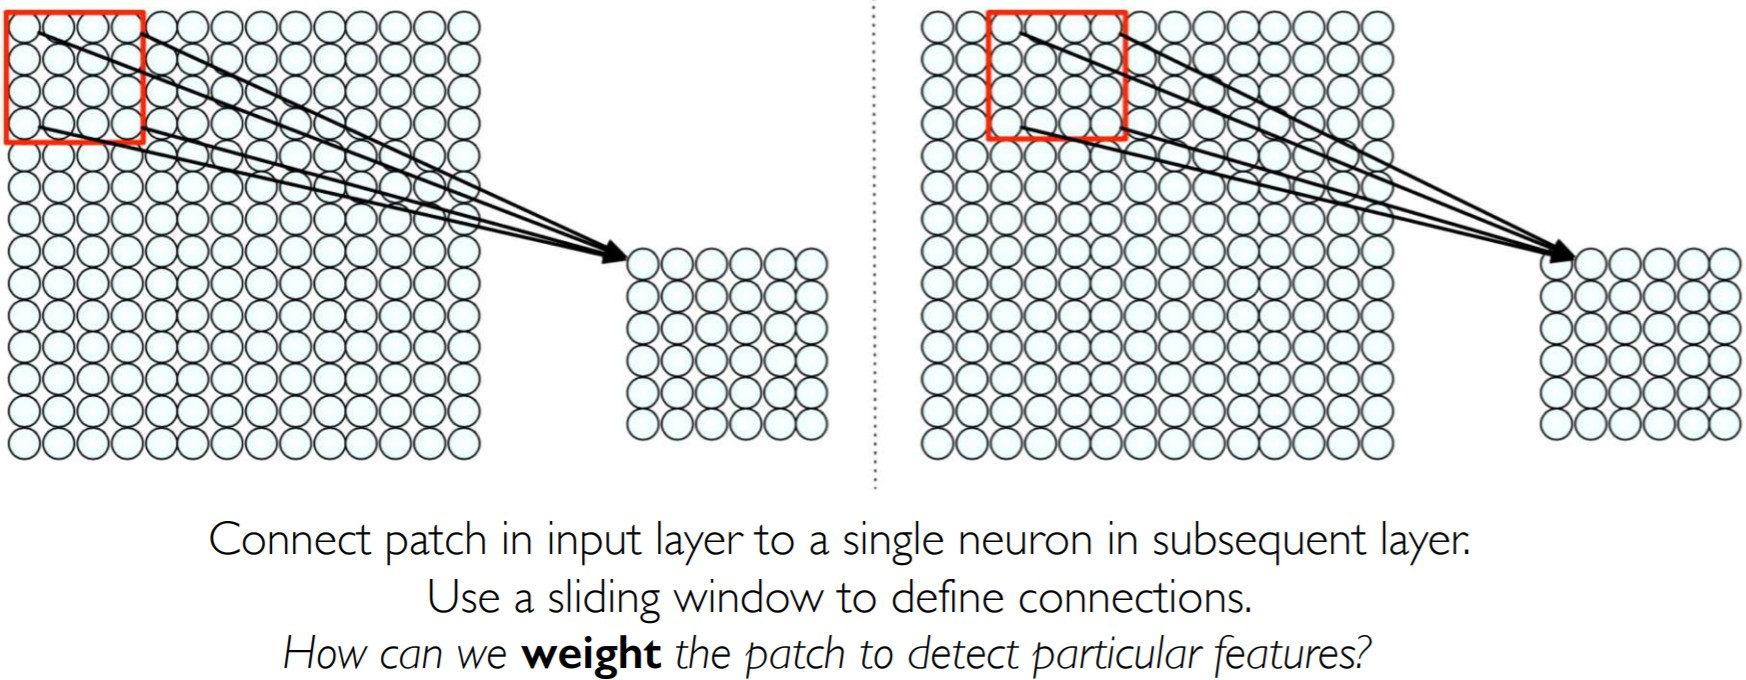 Connect patch in input layer to a single neuron in subsequent layer.
Use a sliding window to define connections.
How can we weight the patch to detect particular features?